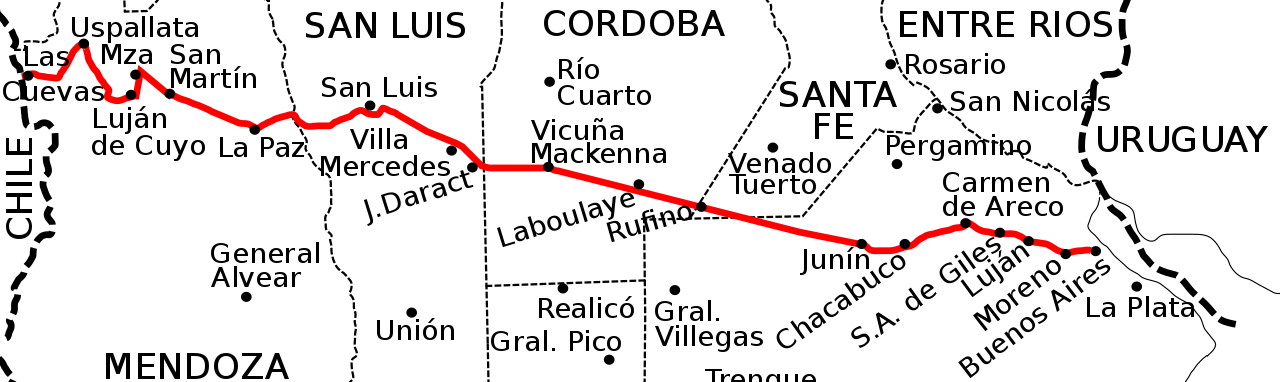 SAN LUIS
CORDOBA
ENTRE RIOS
Uspallata
Las
Cuevas
Mza
San
Martín
Río
Cuarto
Rosario
San Luis
SANTA
FE
San Nicolás
Luján
de Cuyo
La Paz
Villa
Mercedes
Vicuña
Mackenna
Pergamino
URUGUAY
CHILE
Venado
Tuerto
J.Daract
Laboulaye
Rufino
Carmen
de Areco
General
Alvear
Junín
Chacabuco
S.A. de Giles
Luján
Moreno
Buenos Aires
La Plata
Unión
Realicó
Gral. Pico
Gral.
Villegas
MENDOZA
Trenque